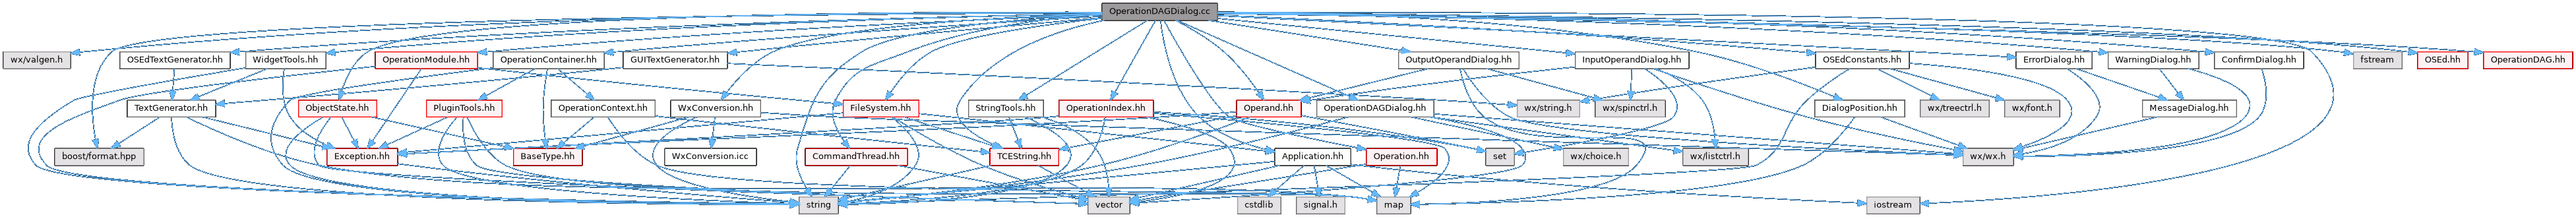 OperationDAGDialog.cc
wx/valgen.h
OSEdTextGenerator.hh
WidgetTools.hh
OperationModule.hh
OperationContainer.hh
GUITextGenerator.hh
OutputOperandDialog.hh
InputOperandDialog.hh
OSEdConstants.hh
ErrorDialog.hh
WarningDialog.hh
ConfirmDialog.hh
fstream
OSEd.hh
OperationDAG.hh
TextGenerator.hh
ObjectState.hh
PluginTools.hh
OperationContext.hh
WxConversion.hh
FileSystem.hh
StringTools.hh
OperationIndex.hh
Operand.hh
OperationDAGDialog.hh
wx/string.h
wx/spinctrl.h
DialogPosition.hh
wx/treectrl.h
wx/font.h
MessageDialog.hh
boost/format.hpp
Exception.hh
BaseType.hh
WxConversion.icc
CommandThread.hh
TCEString.hh
Application.hh
Operation.hh
set
wx/choice.h
wx/listctrl.h
wx/wx.h
string
vector
cstdlib
signal.h
map
iostream